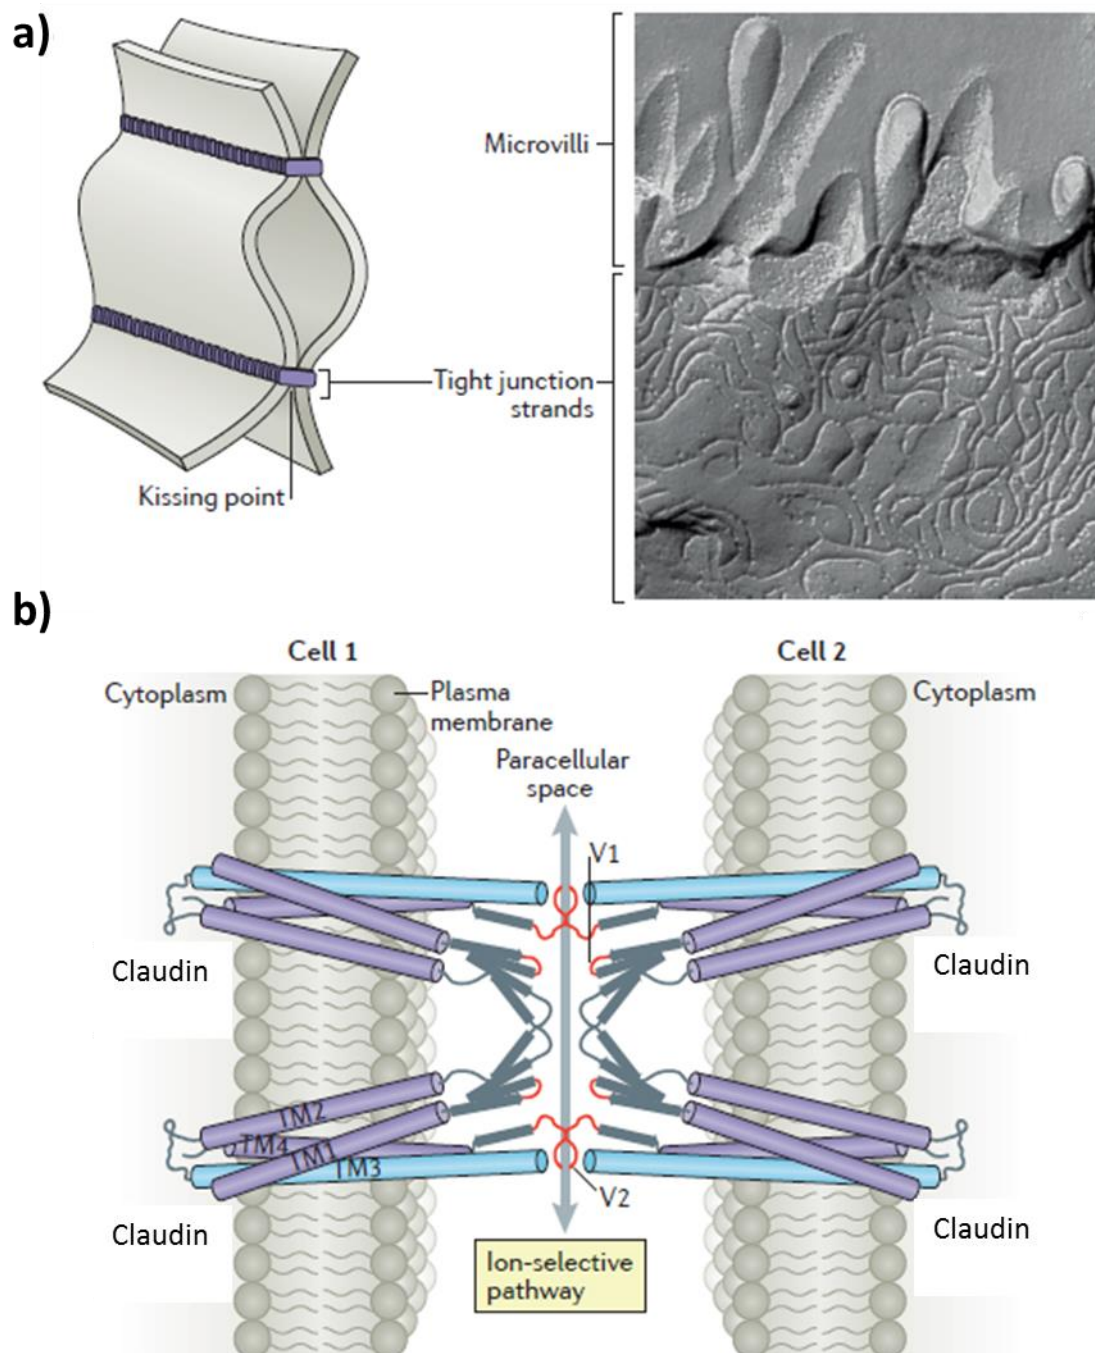 a)
Microvilli
Tight junction
strands
Kissing point
b)
Cell 1
Cell 2
Cytoplasm
Plasma
membrane
Cytoplasm
Paracellular
space
V1
Claudin
Claudin
TM2
TM4
TM1
TM3
V2
Claudin
Claudin
Ion-selective
pathway